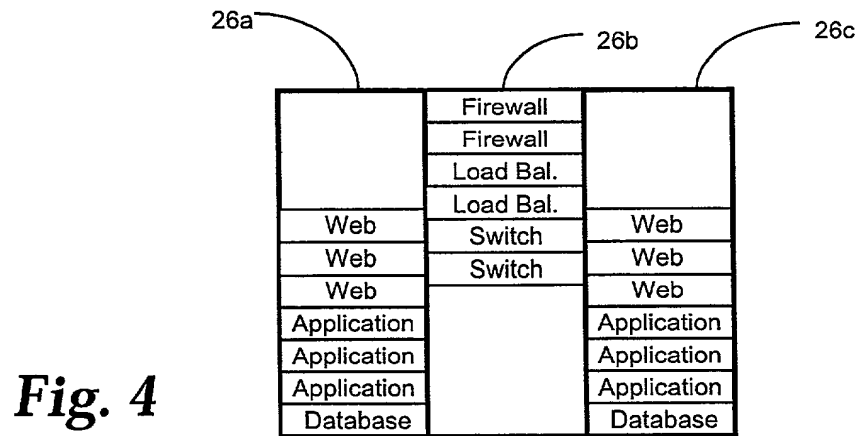 26a
26b
26c
Firewall
Firewall
Load Bal.
Load Bal.
Web
Switch
Web
Web
Switch
Web
Web
Web
Application
Application
Application
Application
Application
Application
Database
Database
Fig. 4